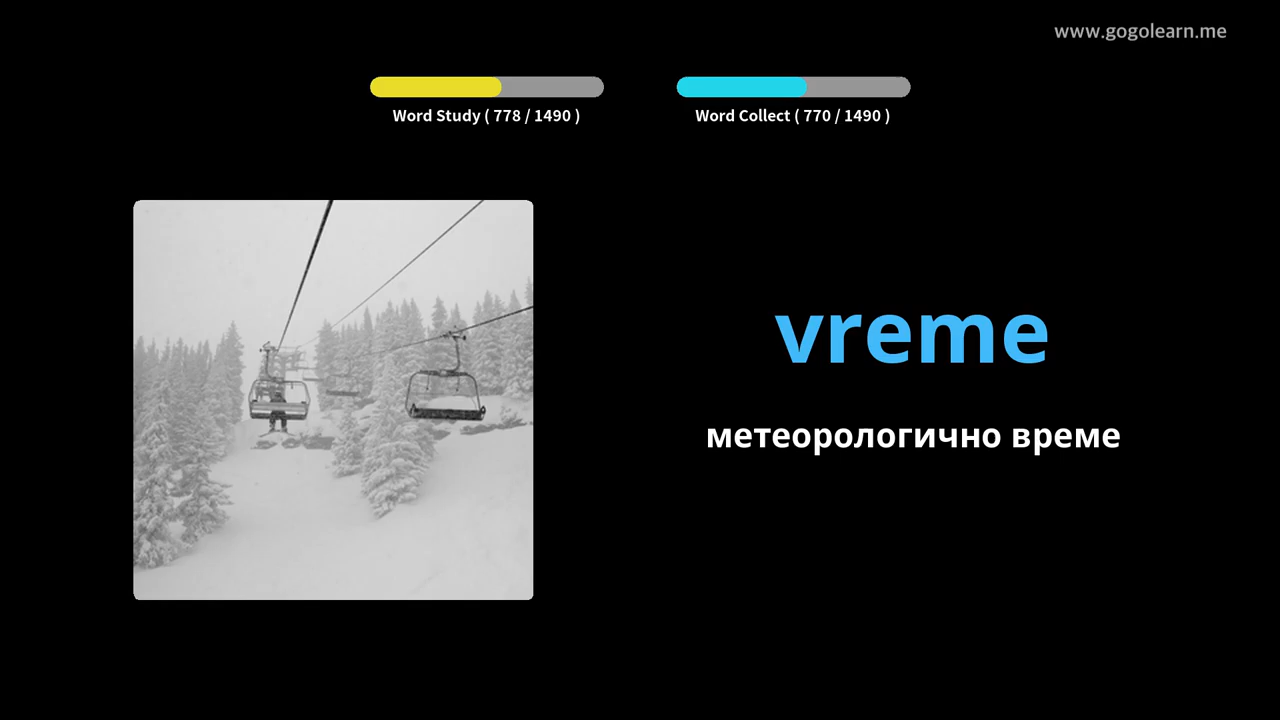 www.gogolearn.me
Word Study ( 778 / 1490 )
Word Collect ( 770 / 1490 )
vreme
метеорологично време